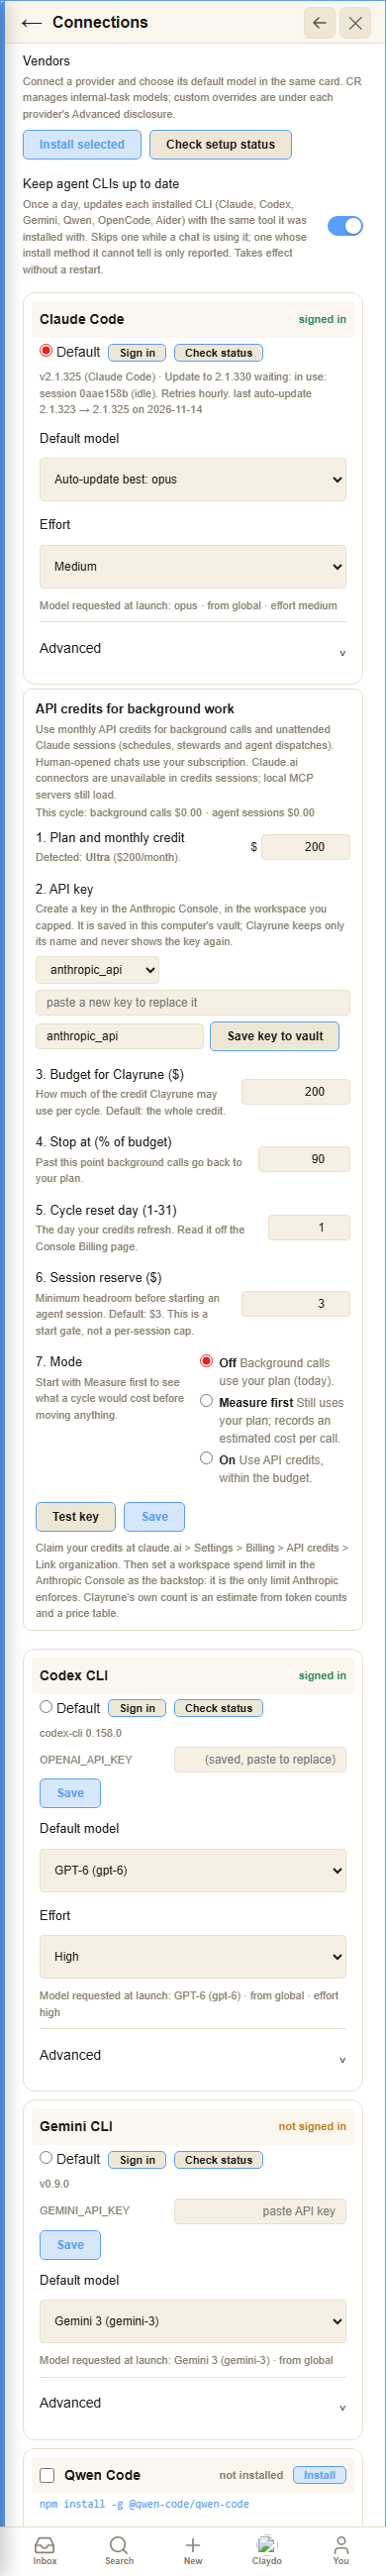 ← Connections
Vendors
Connect a provider and choose its default model in the same card. CR
manages internal-task models; custom overrides are under each
provider's Advanced disclosure.
Install selected Check setup status
Keep agent CLIs up to date
Once a day, updates each installed CLI (Claude, Codex,
Gemini, Qwen, OpenCode, Aider) with the same tool it was
installed with. Skips one while a chat is using it; one whose
install method it cannot tell is only reported. Takes effect
without a restart.
Claude Code signed in
Default Sign in Check status
v2.1.325 (Claude Code) · Update to 2.1.330 waiting: in use:
session 0aae158b (idle). Retries hourly. last auto-update
2.1.323 → 2.1.325 on 2026-11-14
Default model
Auto-update best: opus
Effort
Medium
Model requested at launch: opus · from global · effort medium
Advanced v
API credits for background work
Use monthly API credits for background calls and unattended
Claude sessions (schedules, stewards and agent dispatches).
Human-opened chats use your subscription. Claude.ai
connectors are unavailable in credits sessions; local MCP
servers still load.
This cycle: background calls $0.00 · agent sessions $0.00
1. Plan and monthly credit $ 200
Detected: Ultra ($200/month).
2. API key
Create a key in the Anthropic Console, in the workspace you
capped. It is saved in this computer's vault; Clayrune keeps only
its name and never shows the key again.
anthropic_api
paste a new key to replace it
anthropic_api Save key to vault
3. Budget for Clayrune ($) 200
How much of the credit Clayrune may
use per cycle. Default: the whole credit.
4. Stop at (% of budget) 90
Past this point background calls go back to
your plan.
5. Cycle reset day (1-31) 1
The day your credits refresh. Read it off the
Console Billing page.
6. Session reserve ($) 3
Minimum headroom before starting an
agent session. Default: $3. This is a
start gate, not a per-session cap.
7. Mode
Start with Measure first to see
what a cycle would cost before
moving anything.
Off Background calls
use your plan (today).
Measure first Still uses
your plan; records an
estimated cost per call.
On Use API credits,
within the budget.
Test key Save
Claim your credits at claude.ai > Settings > Billing > API credits >
Link organization. Then set a workspace spend limit in the
Anthropic Console as the backstop: it is the only limit Anthropic
enforces. Clayrune's own count is an estimate from token counts
and a price table.
Codex CLI signed in
Default Sign in Check status
codex-cli 0.158.0
OPENAI_API_KEY (saved, paste to replace)
Save
Default model
GPT-6 (gpt-6)
Effort
High
Model requested at launch: GPT-6 (gpt-6) · from global · effort
high
Advanced v
Gemini CLI not signed in
Default Sign in Check status
v0.9.0
GEMINI_API_KEY paste API key
Save
Default model
Gemini 3 (gemini-3)
Model requested at launch: Gemini 3 (gemini-3) · from global
Advanced v
Qwen Code not installed Install
npm install -g @qwen-code/qwen-code
Inbox Search New Claydo You